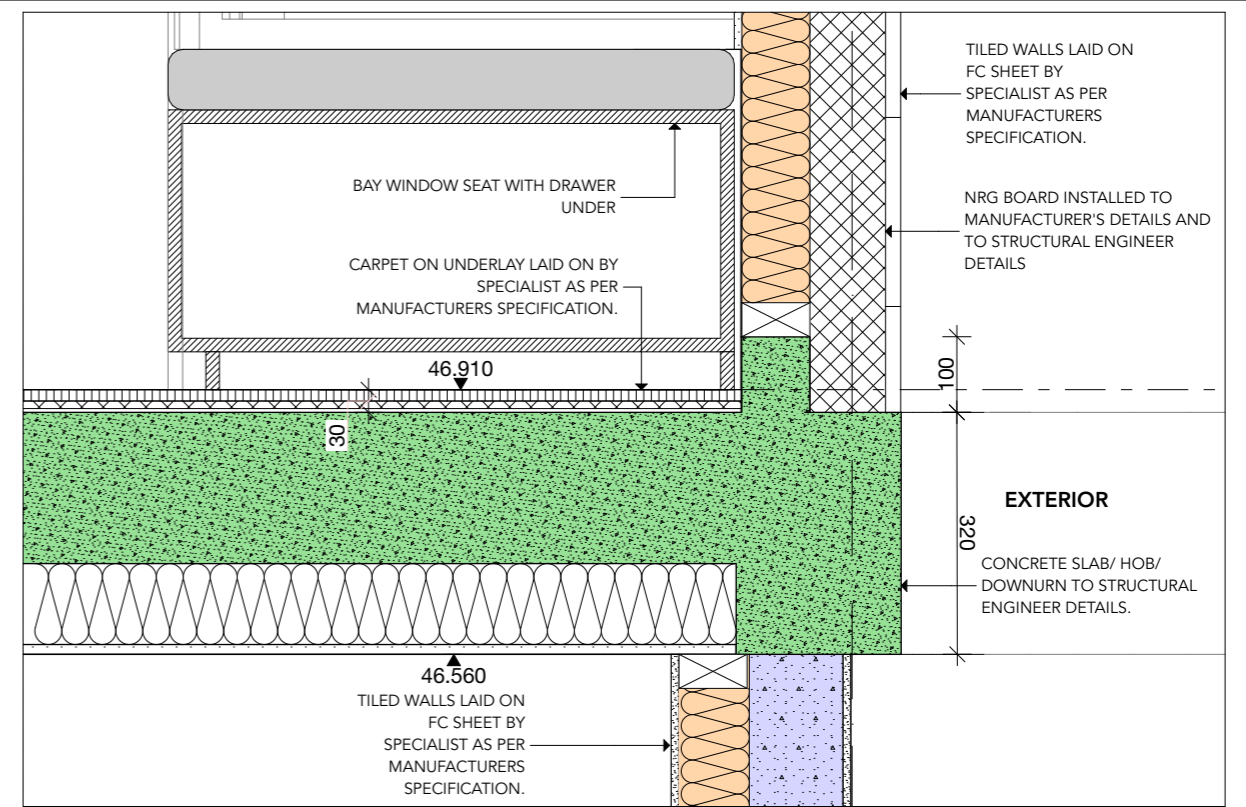 TILED WALLS LAID ON
FC SHEET BY
SPECIALIST AS PER
MANUFACTURERS
SPECIFICATION.
BAY WINDOW SEAT WITH DRAWER
UNDER
NRG BOARD INSTALLED TO
MANUFACTURER'S DETAILS AND
TO STRUCTURAL ENGINEER
DETAILS
CARPET ON UNDERLAY LAID ON BY
SPECIALIST AS PER
MANUFACTURERS SPECIFICATION.
46.910
100
30
EXTERIOR
320
CONCRETE SLAB/ HOB/
DOWNURN TO STRUCTURAL
ENGINEER DETAILS.
46.560
TILED WALLS LAID ON
FC SHEET BY
SPECIALIST AS PER
MANUFACTURERS
SPECIFICATION.